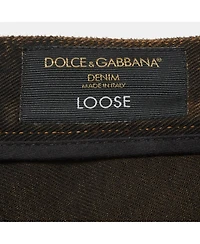 DOLCE & GABBANA®
DENIM
MADE IN ITALY
LOOSE